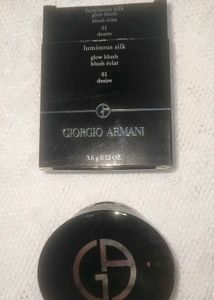 luminous silk
glow blush
blush éclat
61
desire
luminous silk
glow blush
blush éclat
61
desire
GIORGIO ARMANI
3.6 g 0.12 OZ.